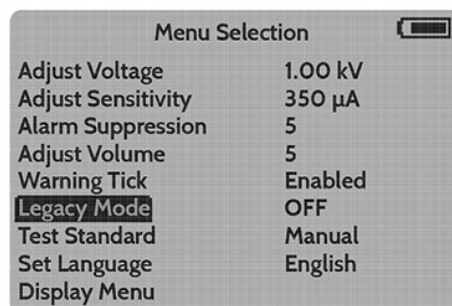 Menu Selection
Adjust Voltage 1.00 kV
Adjust Sensitivity 350 µA
Alarm Suppression 5
Adjust Volume 5
Warning Tick Enabled
Legacy Mode OFF
Test Standard Manual
Set Language English
Display Menu